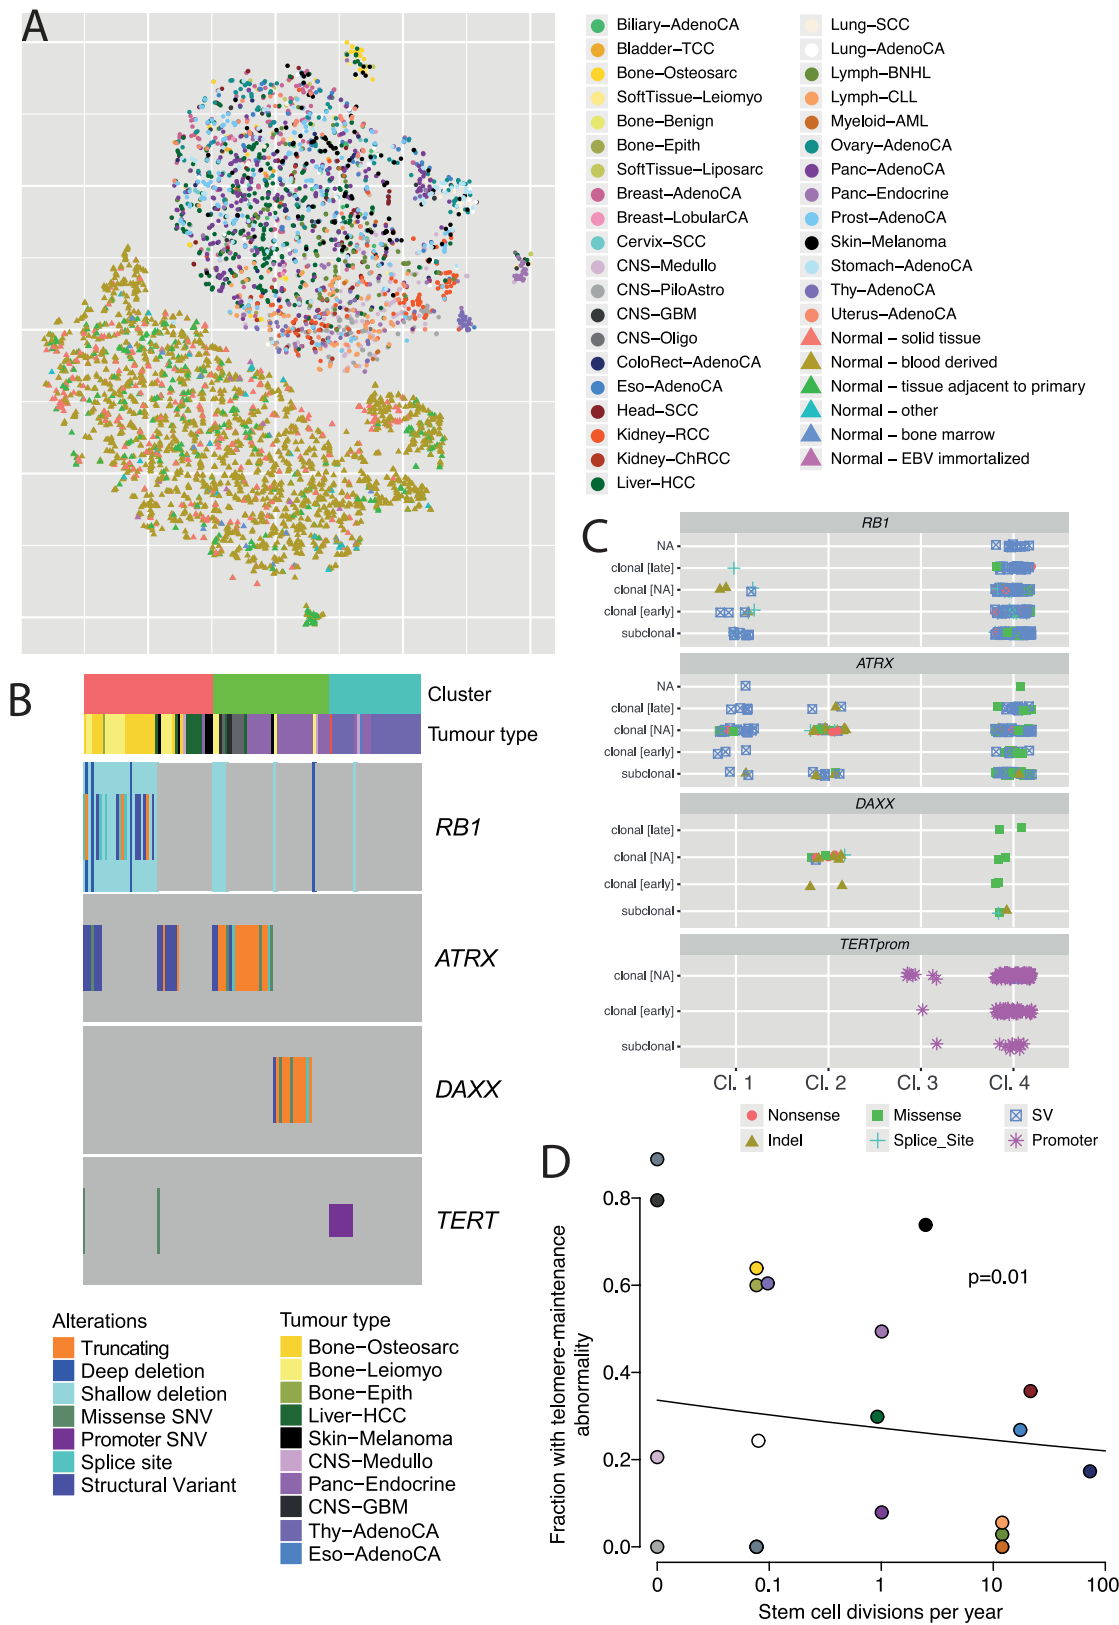 A
Biliary−AdenoCA
Bladder−TCC
Bone−Osteosarc
SoftTissue−Leiomyo
Bone−Benign
Bone−Epith
SoftTissue−Liposarc
Breast−AdenoCA
Breast−LobularCA
Cervix−SCC
CNS−Medullo
CNS−PiloAstro
CNS−GBM
CNS−Oligo
ColoRect−AdenoCA
Eso−AdenoCA
Head−SCC
Kidney−RCC
Kidney−ChRCC
Liver−HCC
Lung−SCC
Lung−AdenoCA
Lymph−BNHL
Lymph−CLL
Myeloid−AML
Ovary−AdenoCA
Panc−AdenoCA
Panc−Endocrine
Prost−AdenoCA
Skin−Melanoma
Stomach−AdenoCA
Thy−AdenoCA
Uterus−AdenoCA
Normal − solid tissue
Normal − blood derived
Normal − tissue adjacent to primary
Normal − other
Normal − bone marrow
Normal − EBV immortalized
B
Cluster
Tumour type
RB1
ATRX
DAXX
TERT
Alterations
Truncating
Deep deletion
Shallow deletion
Missense SNV
Promoter SNV
Splice site
Structural Variant
Tumour type
Bone−Osteosarc
Bone−Leiomyo
Bone−Epith
Liver−HCC
Skin−Melanoma
CNS−Medullo
Panc−Endocrine
CNS−GBM
Thy−AdenoCA
Eso−AdenoCA
C
RB1
NA
clonal [late]
clonal [NA]
clonal [early]
subclonal
ATRX
NA
clonal [late]
clonal [NA]
clonal [early]
subclonal
DAXX
clonal [late]
clonal [NA]
clonal [early]
subclonal
TERTprom
clonal [NA]
clonal [early]
subclonal
Cl. 1 Cl. 2 Cl. 3 Cl. 4
Nonsense Missense SV
Indel Splice_Site Promoter
D
Fraction with telomere-maintenance
abnormality
0.8
0.6
0.4
0.2
0.0
p=0.01
0 0.1 1 10 100
Stem cell divisions per year